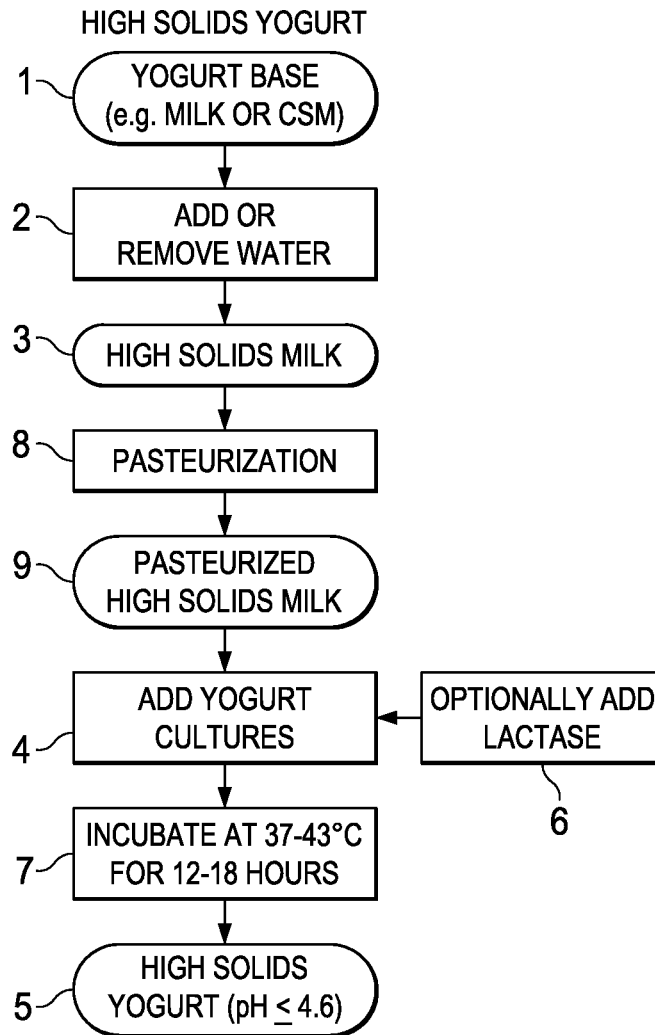 HIGH SOLIDS YOGURT
1
YOGURT BASE
(e.g. MILK OR CSM)
2
ADD OR
REMOVE WATER
3
HIGH SOLIDS MILK
8
PASTEURIZATION
9
PASTEURIZED
HIGH SOLIDS MILK
4
ADD YOGURT
CULTURES
OPTIONALLY ADD
LACTASE
6
7
INCUBATE AT 37-43°C
FOR 12-18 HOURS
5
HIGH SOLIDS
YOGURT (pH ≤ 4.6)